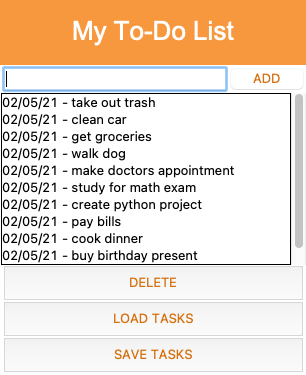 My To-Do List
ADD
02/05/21 - take out trash
02/05/21 - clean car
02/05/21 - get groceries
02/05/21 - walk dog
02/05/21 - make doctors appointment
02/05/21 - study for math exam
02/05/21 - create python project
02/05/21 - pay bills
02/05/21 - cook dinner
02/05/21 - buy birthday present
DELETE
LOAD TASKS
SAVE TASKS